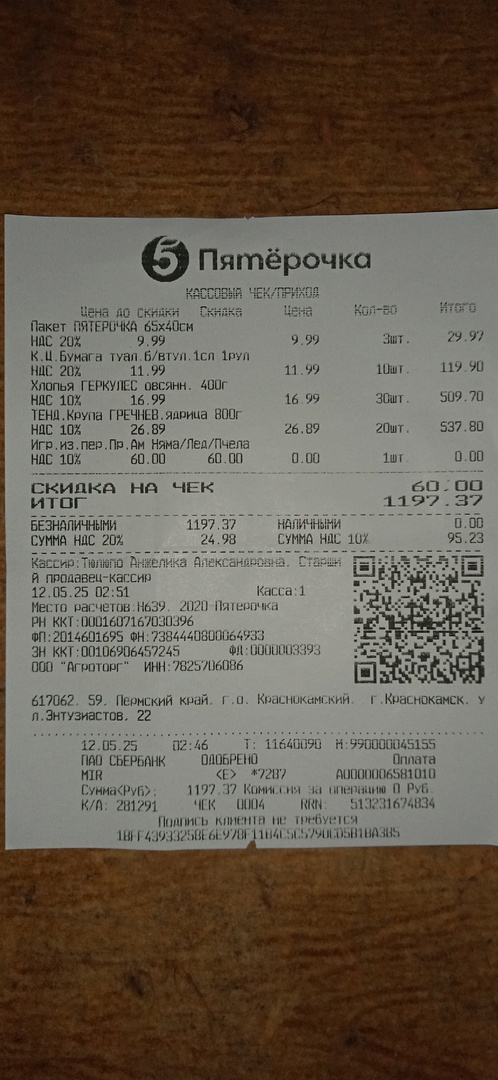 5 Пятёрочка
КАССОВЫЙ ЧЕК/ПРИХОД
Цена до скидки Скидка Цена Кол-во Итого
Пакет ПЯТЕРОЧКА 65х40см
НДС 20% 9.99 9.99 3шт. 29.97
К.Ц.Бумага туал.б/втул.1сл 1рул
НДС 20% 11.99 11.99 10шт. 119.90
Хлопья ГЕРКУЛЕС овсянн. 400г
НДС 10% 16.99 16.99 30шт. 509.70
ТЕНД.Крупа ГРЕЧНЕВ.ядрица 800г
НДС 10% 26.89 26.89 20шт. 537.80
Игр.из.пер.Пр.Ам Няма/Лед/Пчела
НДС 10% 60.00 60.00 0.00 1шт. 0.00
СКИДКА НА ЧЕК 60.00
ИТОГ 1197.37
БЕЗНАЛИЧНЫМИ 1197.37 НАЛИЧНЫМИ 0.00
СУММА НДС 20% 24.98 СУММА НДС 10% 95.23
Кассир:Тюлюпо Анжелика Александровна. Старши
й продавец-кассир
12.05.25 02:51 Касса:1
Место расчетов:H639. 2020-Пятерочка
РН ККТ:0001607167030396
ФП:2014601695 ФН:7384440800064933
ЗН ККТ:00106906457245 ФД:0000003393
ООО "Агроторг" ИНН:7825706086
617062. 59. Пермский край. г.о. Краснокамский. г.Краснокамск. у
л.Энтузиастов. 22
12.05.25 02:46 Т: 11640090 М:990000045155
ПАО СБЕРБАНК ОДОБРЕНО Оплата
MIR <E> *7287 A0000006581010
Сумма<Руб>: 1197.37 Комиссия за операцию 0 Руб.
К/А: 281291 ЧЕК 0004 RRN: 513231674834
Подпись клиента не требуется